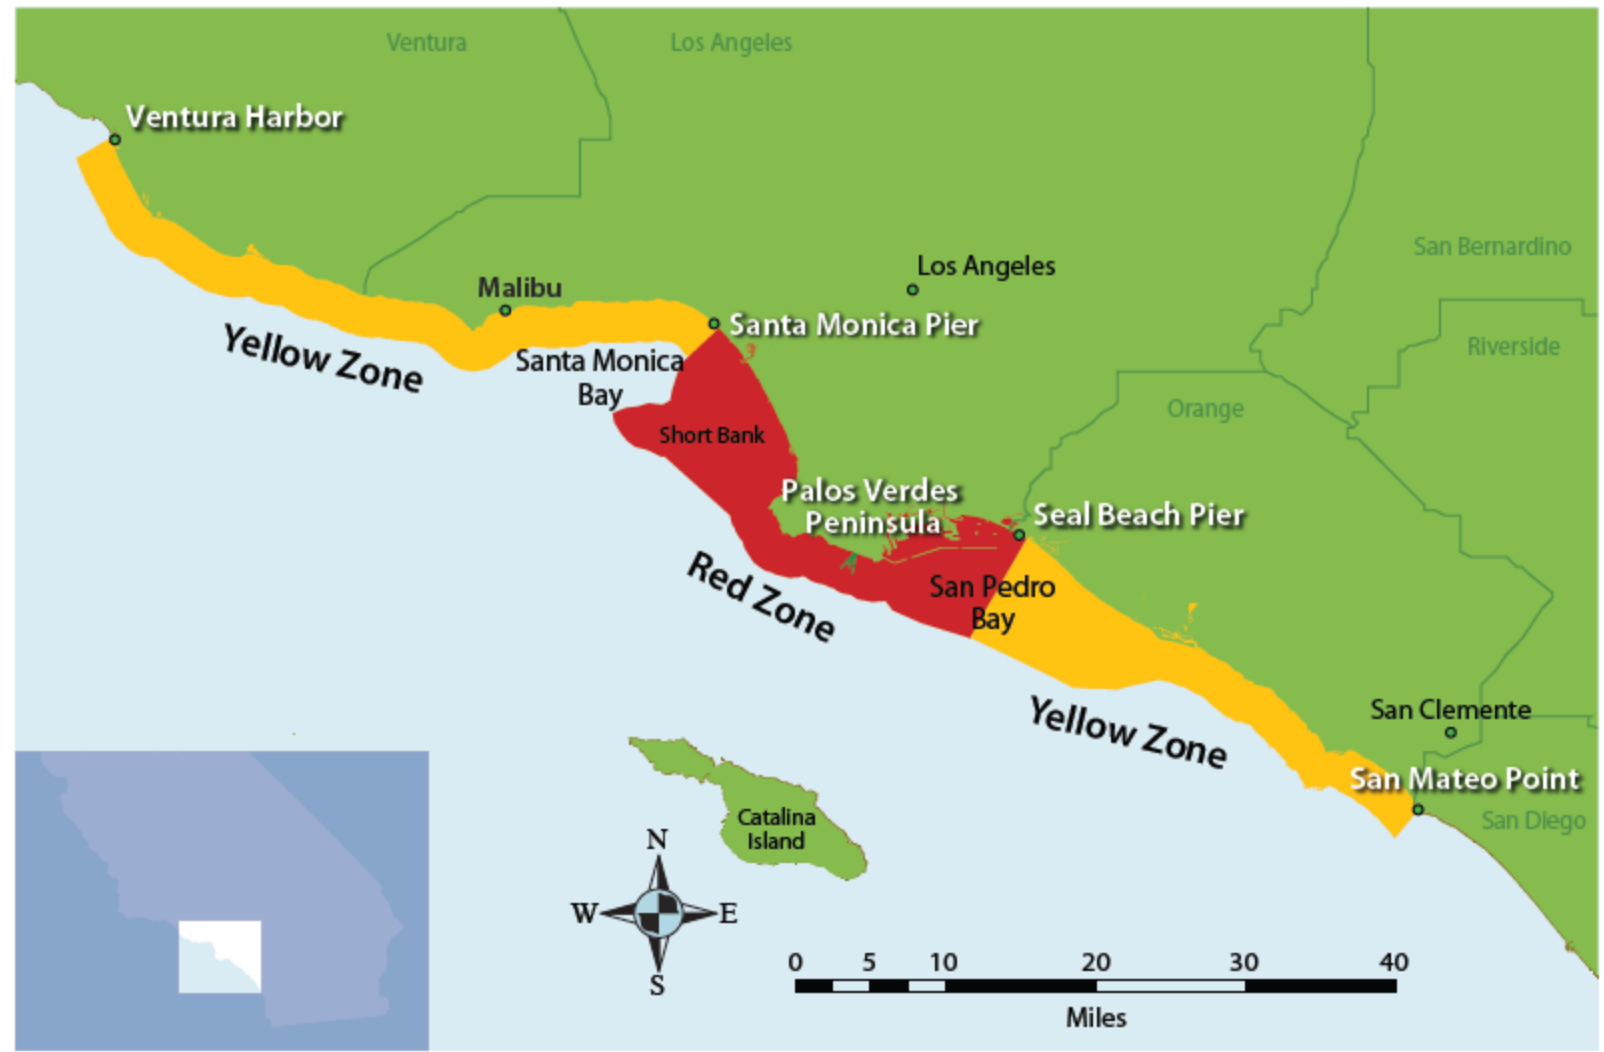 Ventura
Los Angeles
Ventura Harbor
San Bernardino
Los Angeles
Malibu
Santa Monica Pier
Yellow Zone
Riverside
Santa Monica
Bay
Orange
Short Bank
Palos Verdes
Peninsula
Seal Beach Pier
Red Zone
San Pedro
Bay
Yellow Zone
San Clemente
San Mateo Point
San Diego
Catalina
Island
N
W
E
S
0 5 10 20 30 40
Miles